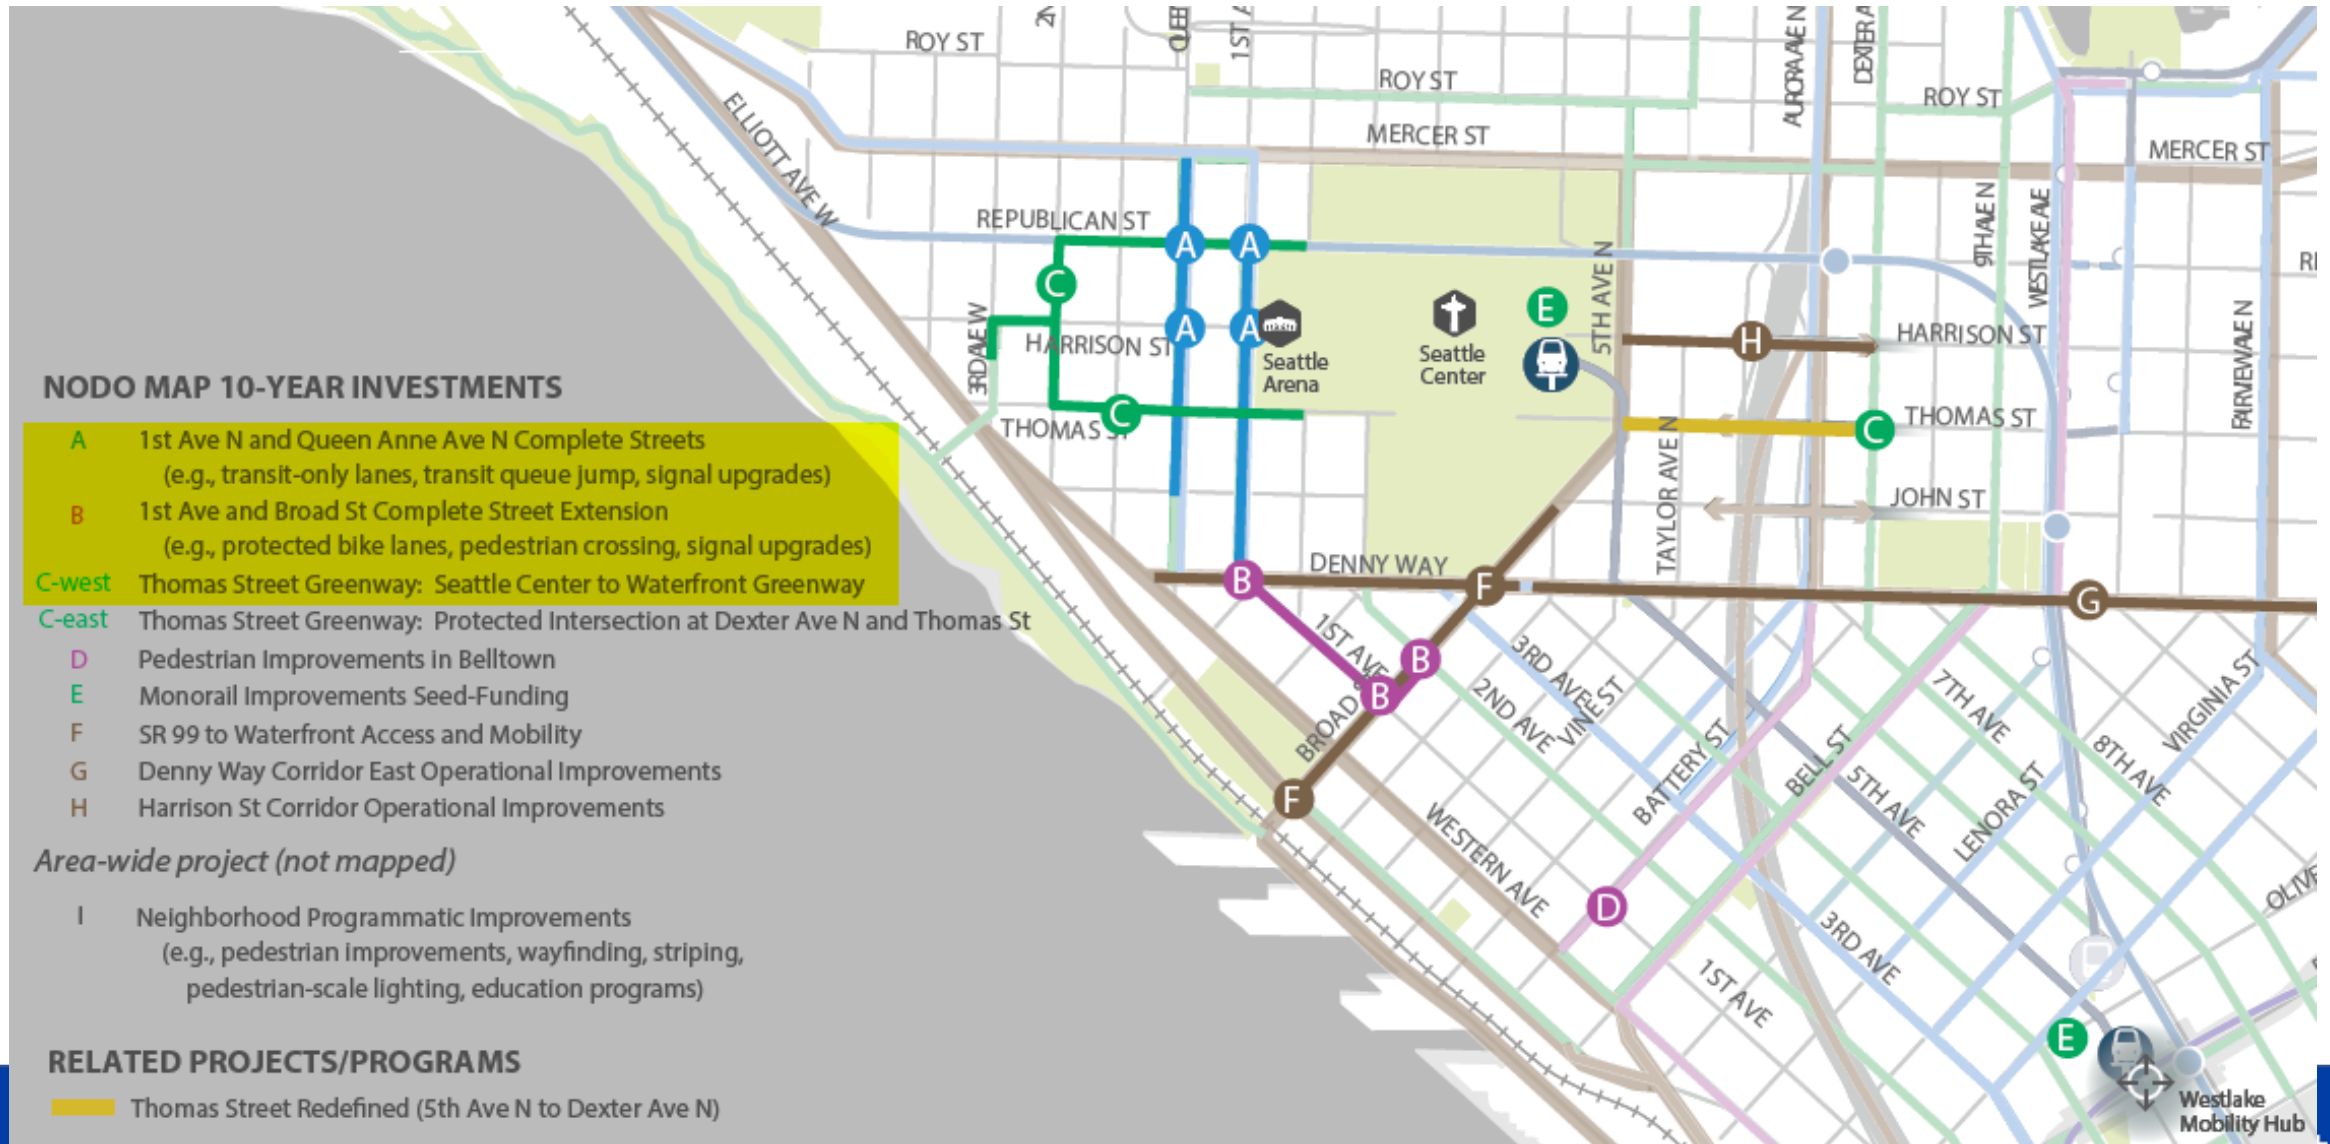 NODO MAP 10-YEAR INVESTMENTS
A 1st Ave N and Queen Anne Ave N Complete Streets
(e.g., transit-only lanes, transit queue jump, signal upgrades)
B 1st Ave and Broad St Complete Street Extension
(e.g., protected bike lanes, pedestrian crossing, signal upgrades)
C-west Thomas Street Greenway: Seattle Center to Waterfront Greenway
C-east Thomas Street Greenway: Protected Intersection at Dexter Ave N and Thomas St
D Pedestrian Improvements in Belltown
E Monorail Improvements Seed-Funding
F SR 99 to Waterfront Access and Mobility
G Denny Way Corridor East Operational Improvements
H Harrison St Corridor Operational Improvements
Area-wide project (not mapped)
I Neighborhood Programmatic Improvements
(e.g., pedestrian improvements, wayfinding, striping,
pedestrian-scale lighting, education programs)
RELATED PROJECTS/PROGRAMS
Thomas Street Redefined (5th Ave N to Dexter Ave N)
ROY ST
ROY ST
ROY ST
MERCER ST
MERCER ST
ELLIOTT AVE W
REPUBLICAN ST
A
A
C
A
A
3RD AVE W
HARRISON ST
Seattle
Arena
Seattle
Center
E
5TH AVE N
H
HARRISON ST
C
THOMAS ST
C
THOMAS ST
TAYLOR AVE N
JOHN ST
AURORA AVE N
DEXTER A
9TH AVE N
WESTLAKE AVE
FAIRVIEW AVE N
1ST A
B
DENNY WAY
F
G
1ST AVE
B
B
BROAD
F
2ND AVE
3RD AVE
VINE ST
BATTERY ST
BELL ST
5TH AVE
7TH AVE
8TH AVE
LENORA ST
VIRGINIA ST
WESTERN AVE
D
1ST AVE
3RD AVE
OLIVE
E
Westlake
Mobility Hub